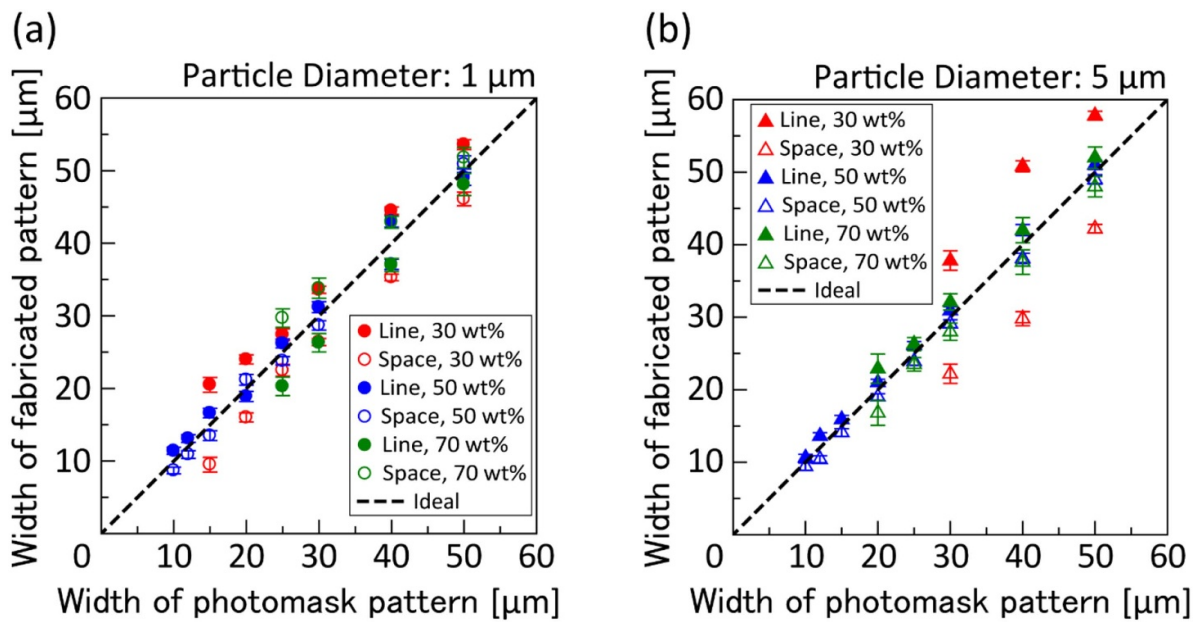 (a)
Particle Diameter: 1 μm
Width of fabricated pattern [μm]
60
50
40
30
20
10
0
10 20 30 40 50 60
Width of photomask pattern [μm]
Line, 30 wt%
Space, 30 wt%
Line, 50 wt%
Space, 50 wt%
Line, 70 wt%
Space, 70 wt%
Ideal
(b)
Particle Diameter: 5 μm
Width of fabricated pattern [μm]
60
50
40
30
20
10
0
10 20 30 40 50 60
Width of photomask pattern [μm]
Line, 30 wt%
Space, 30 wt%
Line, 50 wt%
Space, 50 wt%
Line, 70 wt%
Space, 70 wt%
Ideal